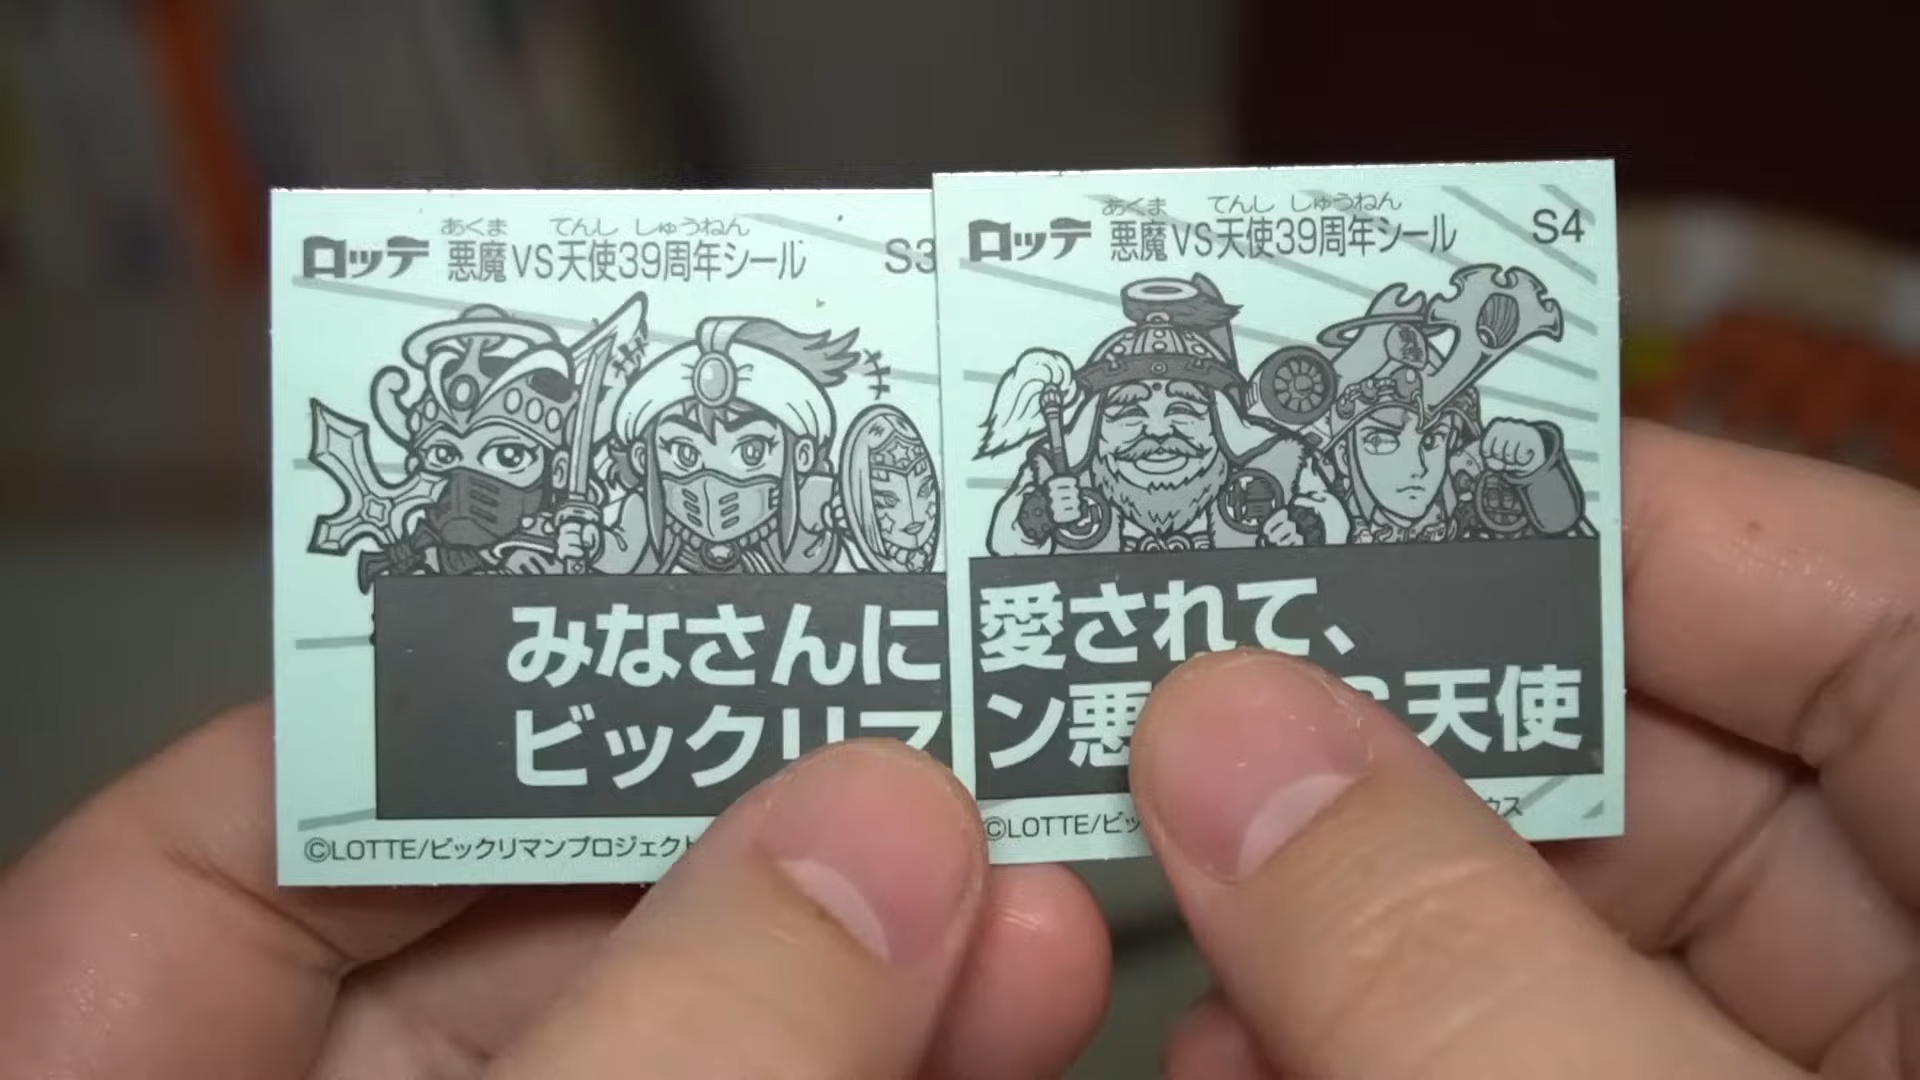 あくま てんし しゅうねん
ロッテ 悪魔VS天使39周年シール S3
みなさんに
ビックリマ
©LOTTE/ビックリマンプロジェクト
あくま てんし しゅうねん
ロッテ 悪魔VS天使39周年シール S4
愛されて、
ン悪 天使
©LOTTE/ビッ ウス